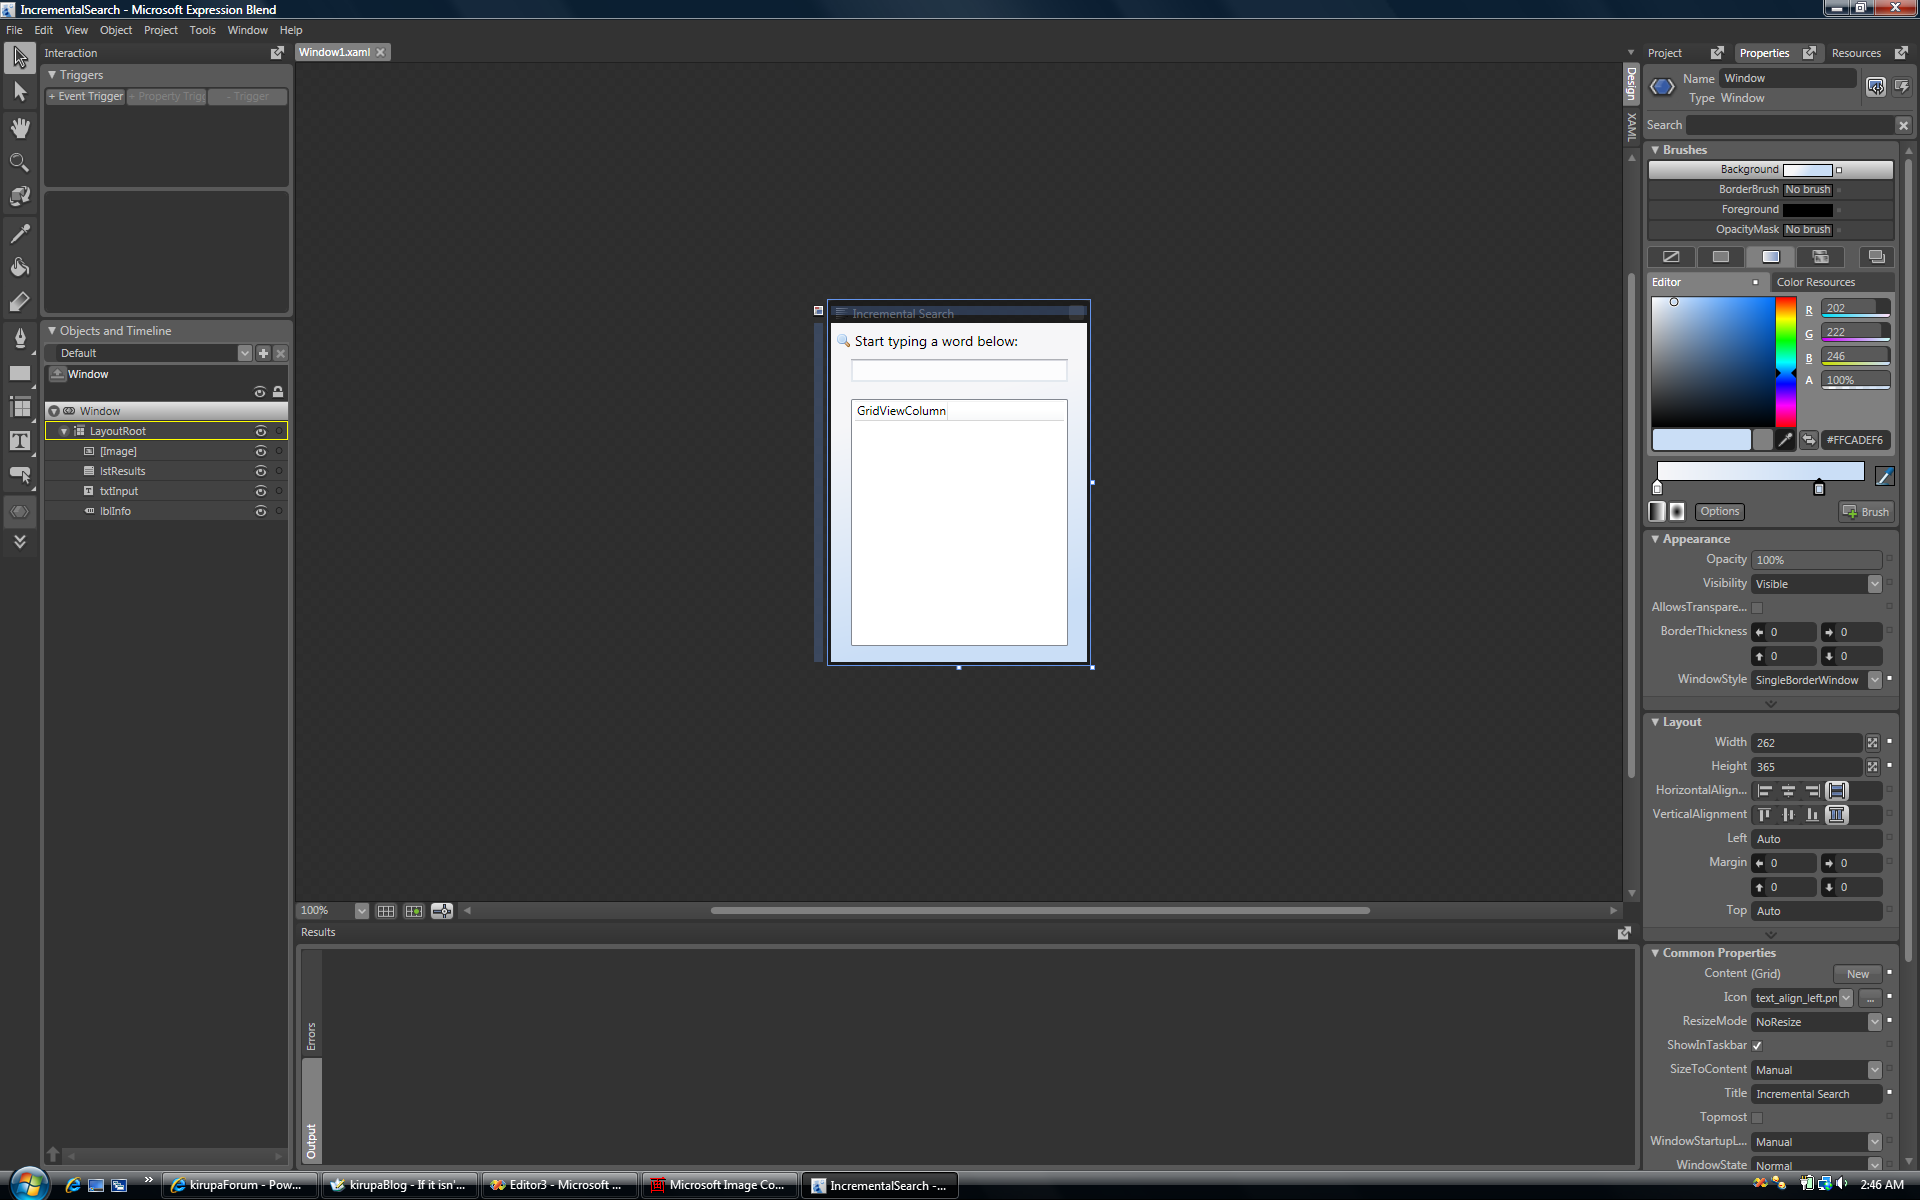 IncrementalSearch - Microsoft Expression Blend
File Edit View Object Project Tools Window Help
Interaction
Triggers
+ Event Trigger + Property Trigg - Trigger
Objects and Timeline
Default
Window
Window
LayoutRoot
[Image]
lstResults
txtInput
lblInfo
Window1.xaml
Design
XAML
Incremental Search
Start typing a word below:
GridViewColumn
100%
Results
Errors
Output
Project Properties Resources
Name Window
Type Window
Search
Brushes
Background
BorderBrush No brush
Foreground
OpacityMask No brush
Editor Color Resources
R 202
G 222
B 246
A 100%
#FFCADEF6
Options Brush
Appearance
Opacity 100%
Visibility Visible
AllowsTranspare...
BorderThickness 0 0
0 0
WindowStyle SingleBorderWindow
Layout
Width 262
Height 365
HorizontalAlign...
VerticalAlignment
Left Auto
Margin 0 0
0 0
Top Auto
Common Properties
Content (Grid) New
Icon text_align_left.pn ...
ResizeMode NoResize
ShowInTaskbar
SizeToContent Manual
Title Incremental Search
Topmost
WindowStartupL... Manual
WindowState Normal
kirupaForum - Pow... kirupaBlog - If it isn'... Editor3 - Microsoft ... Microsoft Image Co... IncrementalSearch -... 2:46 AM